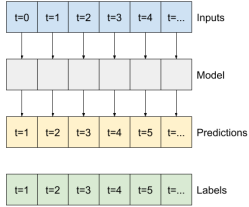 t=0 t=1 t=2 t=3 t=4 t=... Inputs
Model
t=1 t=2 t=3 t=4 t=5 t=... Predictions
t=1 t=2 t=3 t=4 t=5 t=... Labels